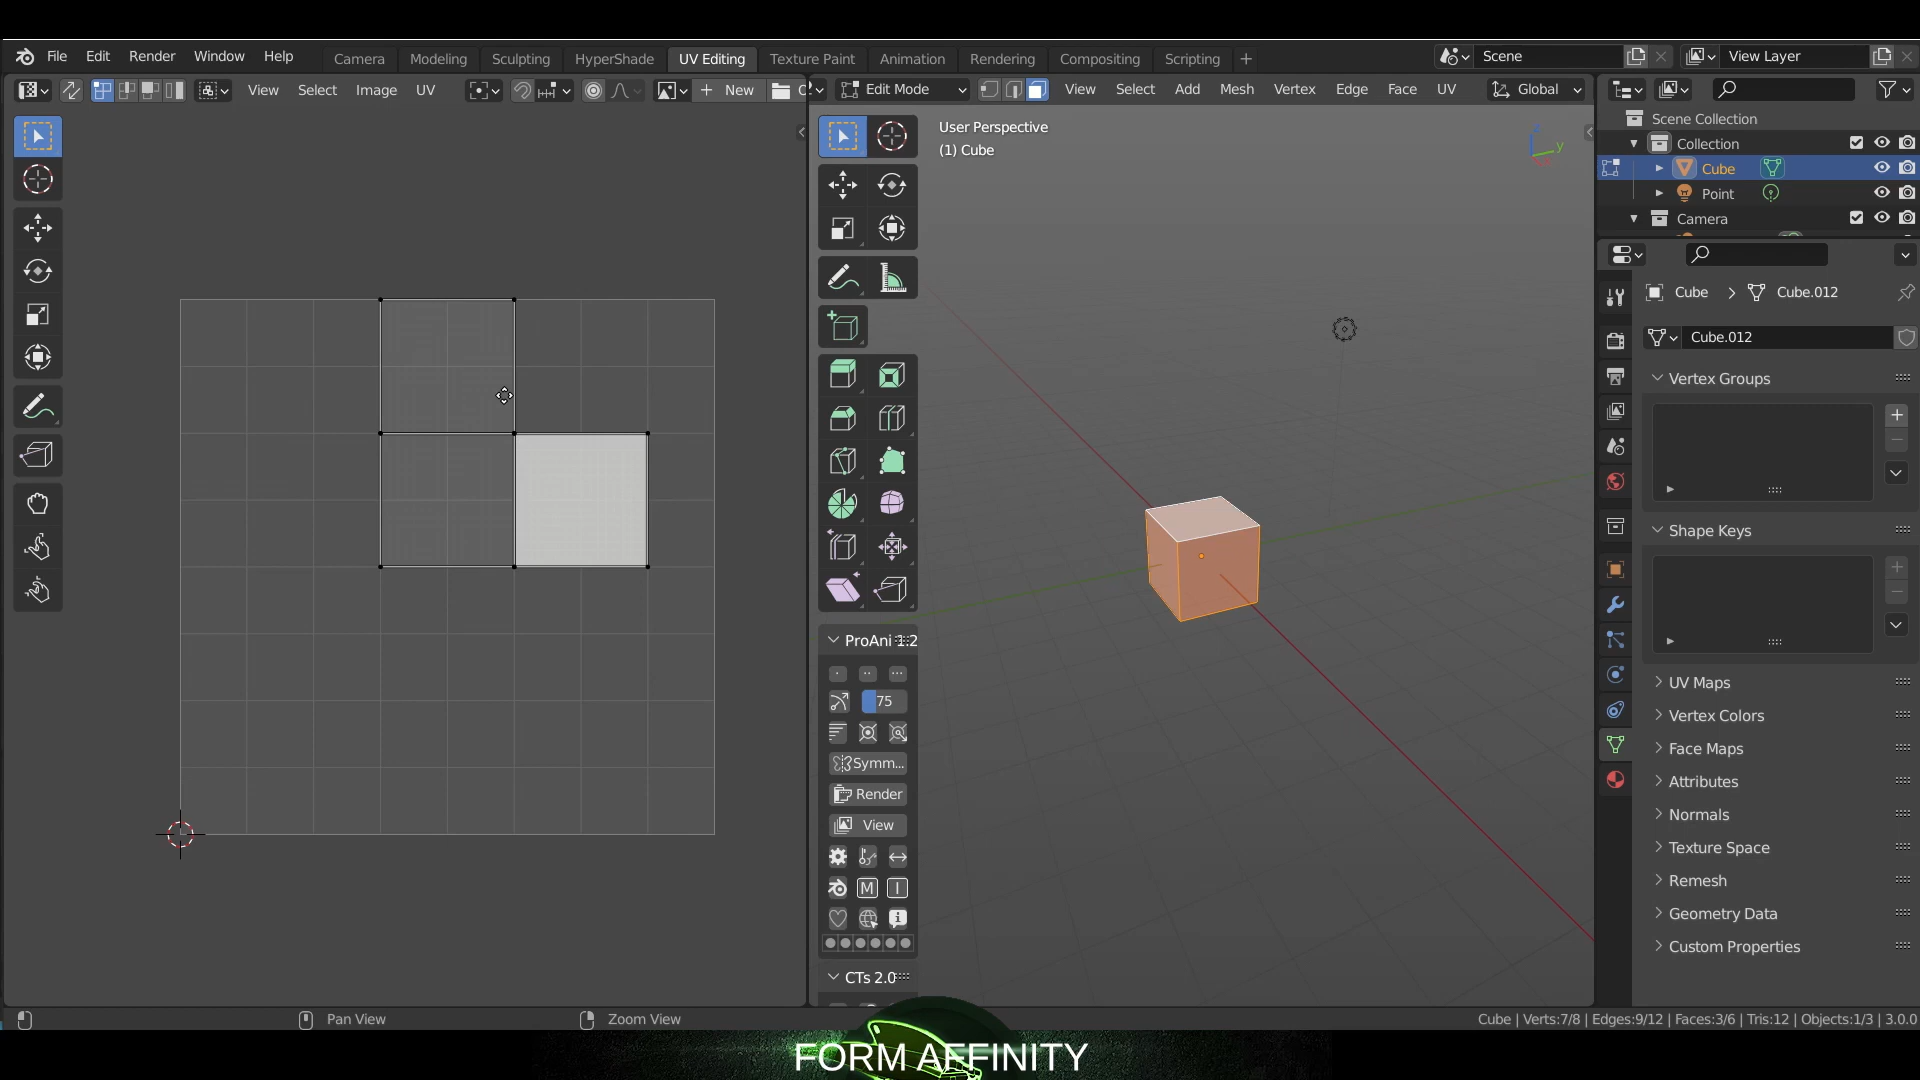 File Edit Render Window Help Camera Modeling Sculpting HyperShade UV Editing Texture Paint Animation Rendering Compositing Scripting + Scene View Layer
View Select Image UV + New Edit Mode View Select Add Mesh Vertex Edge Face UV Global
User Perspective
(1) Cube
Z
y
Scene Collection
Collection
Cube
Point
Camera
Cube > Cube.012
Cube.012
Vertex Groups
Shape Keys
UV Maps
Vertex Colors
Face Maps
Attributes
Normals
Texture Space
Remesh
Geometry Data
Custom Properties
ProAni 1:2
75
Symm...
Render
View
M I
CTs 2.0
Pan View Zoom View Cube | Verts:7/8 | Edges:9/12 | Faces:3/6 | Tris:12 | Objects:1/3 | 3.0.0
FORM AFFINITY